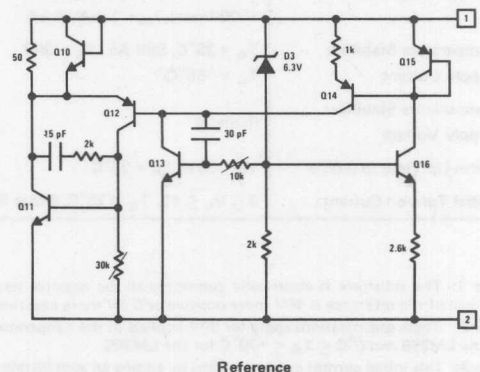 1
50
Q10
D3
6.3V
Q15
Q14
Q12
15 pF
2k
30 pF
Q13
10k
Q16
Q11
30k
2k
2.6k
2
Reference